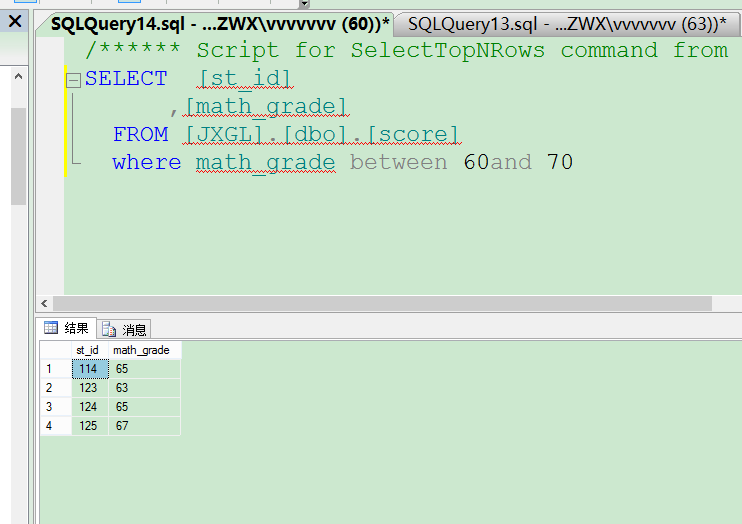 SQLQuery14.sql - ...ZWX\vvvvvvv (60))* SQLQuery13.sql - ...ZWX\vvvvvvv (63))*
/****** Script for SelectTopNRows command from
SELECT [st_id]
,[math_grade]
FROM [JXGL].[dbo].[score]
where math_grade between 60and 70
结果 消息
st_id math_grade
1 114 65
2 123 63
3 124 65
4 125 67